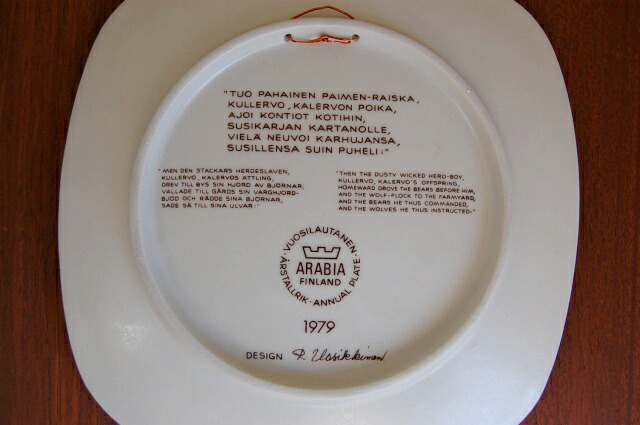 "TUO PAHAINEN PAIMEN-RAISKA,
KULLERVO, KALERVON POIKA,
AJOI KONTIOT KOTIHIN,
SUSIKARJAN KARTANOLLE,
VIELÄ NEUVOI KARHUJANSA,
SUSILLENSA SUIN PUHELI:"
"MEN DEN STACKARS HERDESLAVEN,
KULLERVO, KALERVOS ÄTTLING,
DREV TILL BYS SIN HJORD AV BJÖRNAR,
VALLADE TILL GÅRDS SIN VARGHJORD-
BJÖD OCH RÅDDE SINA BJÖRNAR,
SADE SÅ TILL SINA ULVAR:"
"THEN THE DUSTY WICKED HERD-BOY,
KULLERVO, KALERVO'S OFFSPRING,
HOMEWARD DROVE THE BEARS BEFORE HIM,
AND THE WOLF-FLOCK TO THE FARMYARD,
AND THE BEARS HE THUS COMMANDED,
AND THE WOLVES HE THUS INSTRUCTED:"
· VUOSILAUTANEN ·
ARABIA
FINLAND
ÅRSTALLRIK · ANNUAL PLATE
1979
DESIGN R. Uosikkinen